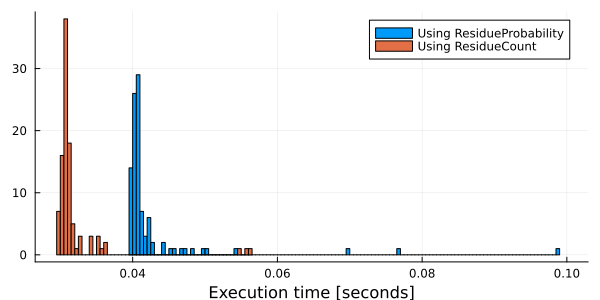 Using ResidueProbability
Using ResidueCount
30
20
10
0
0.04
0.06
0.08
0.10
Execution time [seconds]